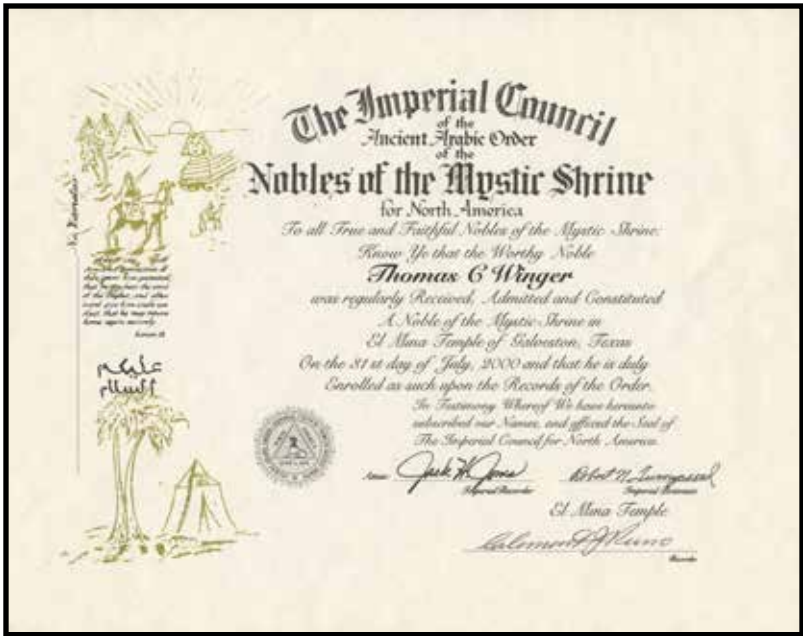 The Imperial Council
of the
Ancient Arabic Order
of the
Nobles of the Mystic Shrine
for North America
To all True and Faithful Nobles of the Mystic Shrine:
Know Ye that the Worthy Noble
Thomas C Winger
was regularly Received, Admitted and Constituted
A Noble of the Mystic Shrine in
El Mina Temple of Galveston, Texas
On the 31st day of July, 2000 and that he is duly
Enrolled as such upon the Records of the Order.
In Testimony Whereof We have hereunto
subscribed our Names, and affixed the Seal of
The Imperial Council for North America.
Imperial Recorder
El Mina Temple
Recorder
عليكم
السلام